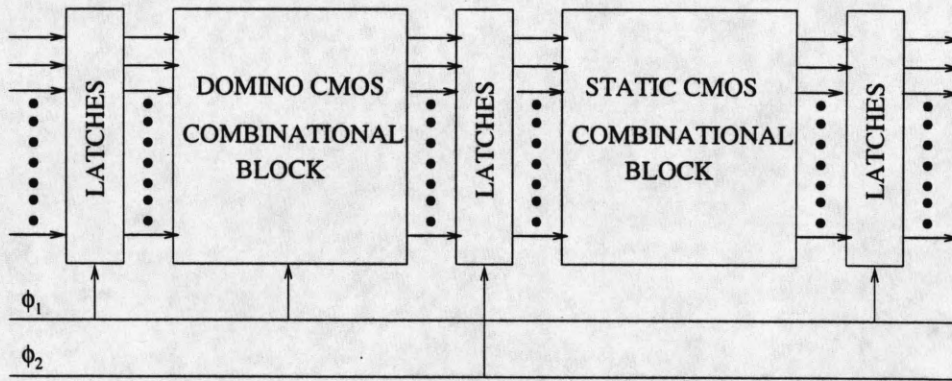 LATCHES
DOMINO CMOS
COMBINATIONAL
BLOCK
LATCHES
STATIC CMOS
COMBINATIONAL
BLOCK
LATCHES
ϕ1
ϕ2